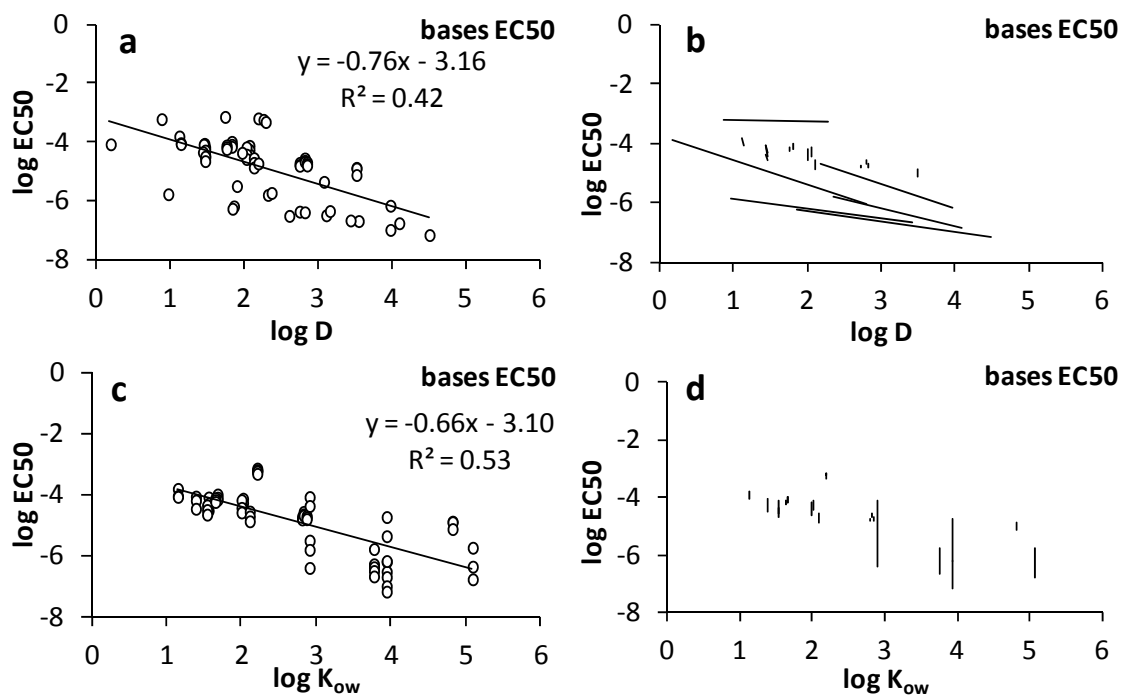 a
bases EC50
y = -0.76x - 3.16
R² = 0.42
0
-2
-4
-6
-8
log EC50
0 1 2 3 4 5 6
log D
b
bases EC50
0
-2
-4
-6
-8
log EC50
0 1 2 3 4 5 6
log D
c
bases EC50
y = -0.66x - 3.10
R² = 0.53
0
-2
-4
-6
-8
log EC50
0 1 2 3 4 5 6
log Kow
d
bases EC50
0
-2
-4
-6
-8
log EC50
0 1 2 3 4 5 6
log Kow